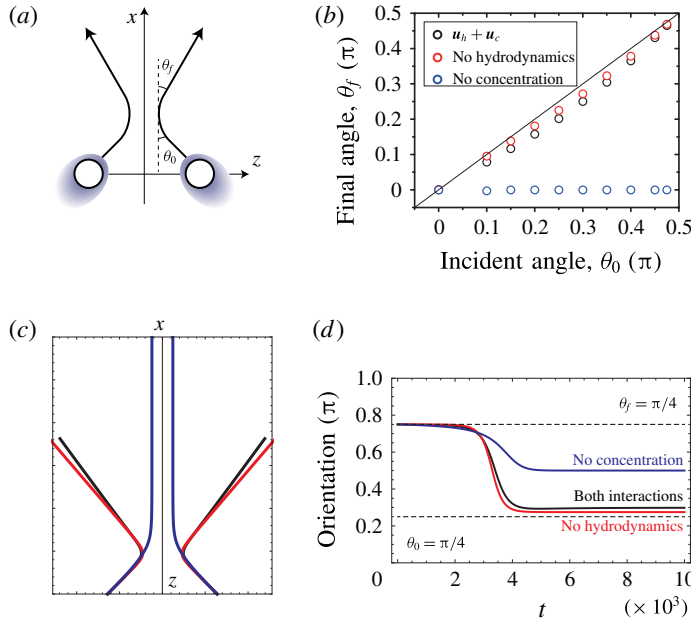 (a)
x
θf
θ0
z
(b)
Final angle, θf (π)
0.5
0.4
0.3
0.2
0.1
0
uh + uc
No hydrodynamics
No concentration
0 0.1 0.2 0.3 0.4 0.5
Incident angle, θ0 (π)
(c)
x
z
(d)
Orientation (π)
1.0
0.8
0.6
0.4
0.2
0
θf = π/4
No concentration
Both interactions
No hydrodynamics
θ0 = π/4
2 4 6 8 10
t
(× 10³)